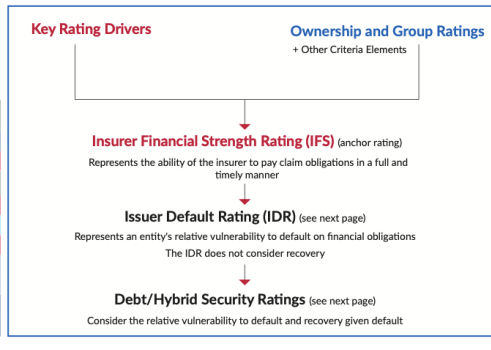 Key Rating Drivers
Ownership and Group Ratings
+ Other Criteria Elements
Insurer Financial Strength Rating (IFS) (anchor rating)
Represents the ability of the insurer to pay claim obligations in a full and
timely manner
Issuer Default Rating (IDR) (see next page)
Represents an entity's relative vulnerability to default on financial obligations
The IDR does not consider recovery
Debt/Hybrid Security Ratings (see next page)
Consider the relative vulnerability to default and recovery given default